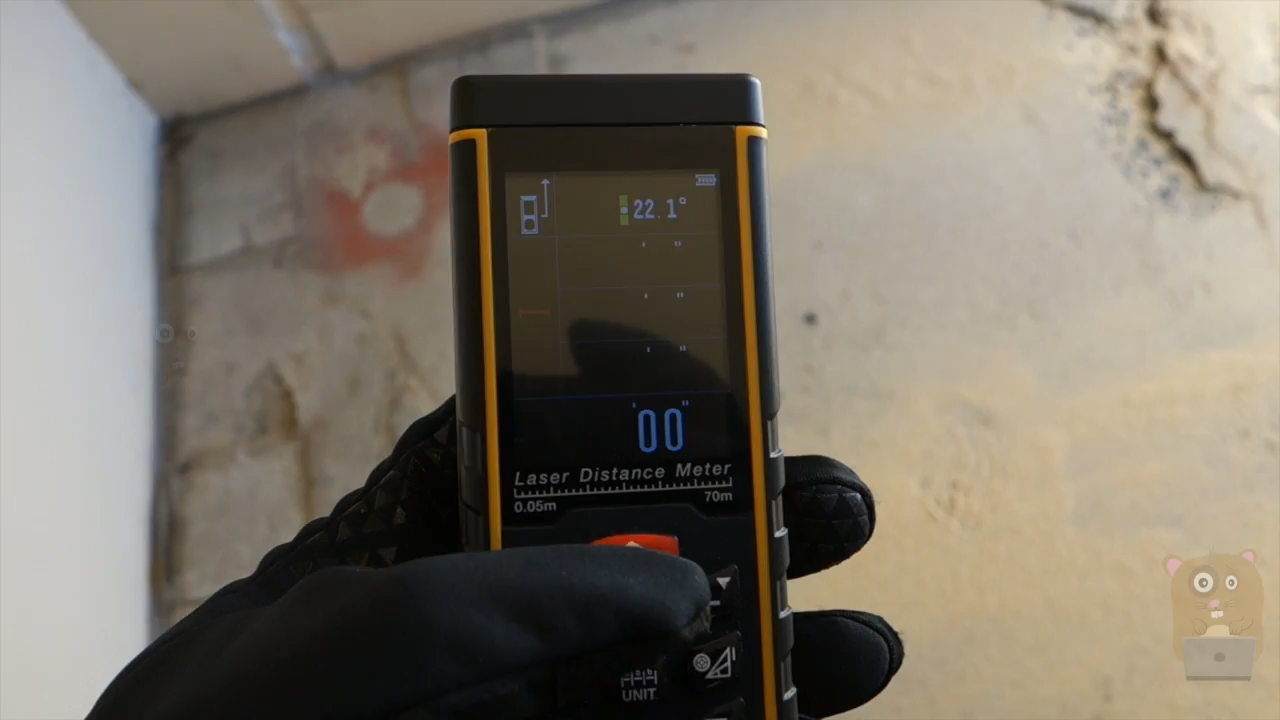 22.1°
' "
' "
' "
'00"
Laser Distance Meter
0.05m 70m
UNIT